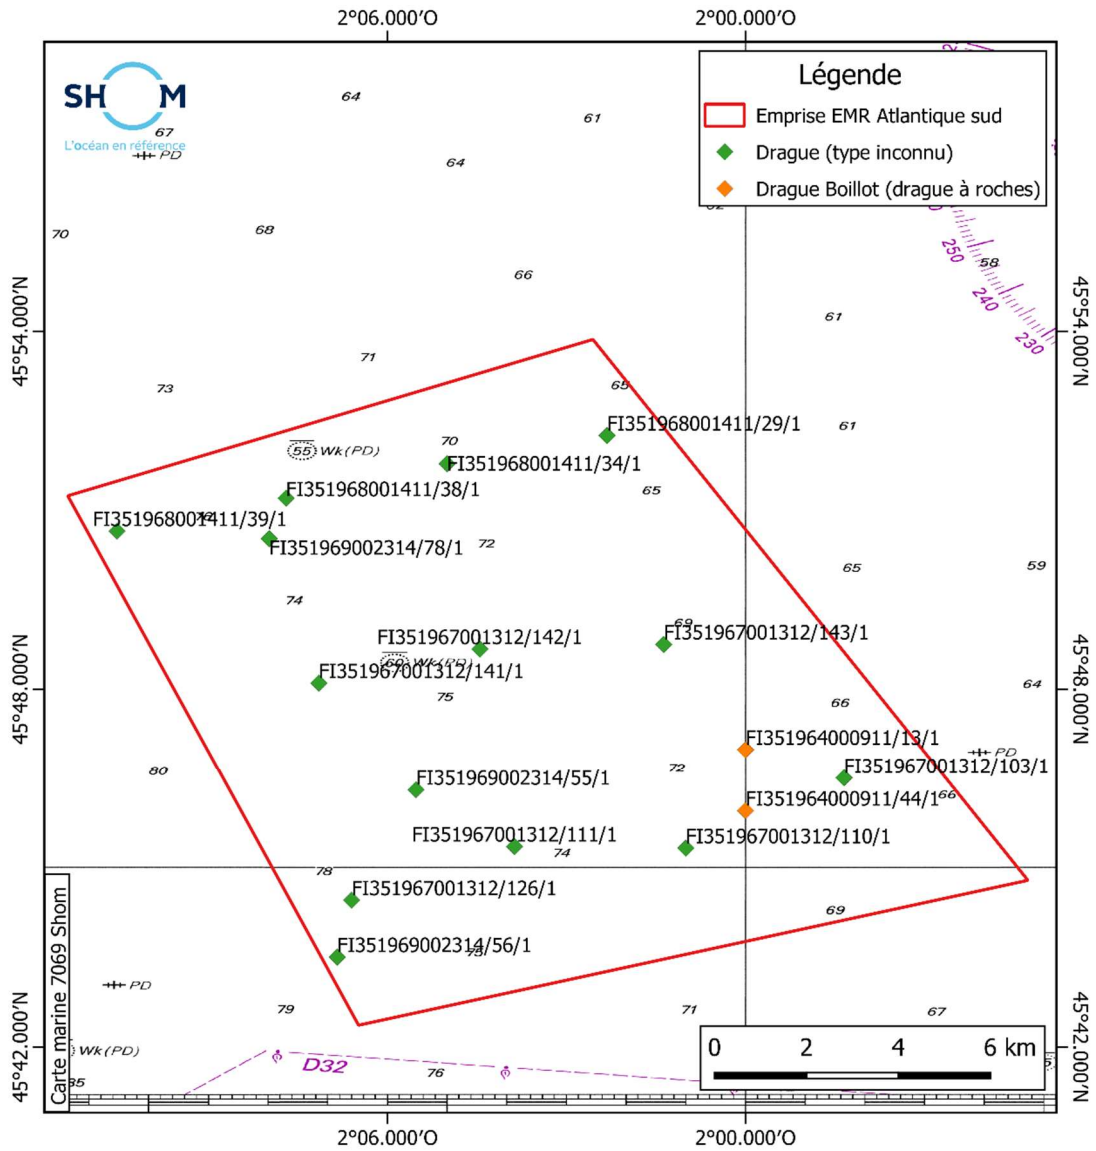 2°06.000’O 2°00.000’O
SHOM
L'océan en référence
Légende
Emprise EMR Atlantique sud
Drague (type inconnu)
Drague Boillot (drague à roches)
64
61
67
PD
64
70
68
66
250
58
240
230
61
45°54.000’N
45°54.000’N
71
73
65
FI351968001411/29/1
61
70
55 Wk(PD)
FI351968001411/34/1
65
FI351968001411/38/1
FI351968001411/39/1
72
FI351969002314/78/1
65
59
74
69
FI351967001312/143/1
FI351967001312/142/1
60 Wk(PD)
FI351967001312/141/1
64
75
66
45°48.000’N
45°48.000’N
FI351964000911/13/1
PD
80
72
FI351967001312/103/1
FI351969002314/55/1
66
FI351964000911/44/1
FI351967001312/111/1
FI351967001312/110/1
74
78
FI351967001312/126/1
69
FI351969002314/56/1
PD
79
71
67
Carte marine 7069 Shom
45°42.000’N
45°42.000’N
Wk(PD)
D32
76
0 2 4 6 km
2°06.000’O 2°00.000’O